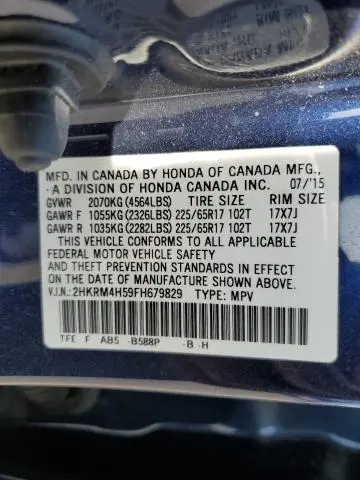 MFD. IN CANADA BY HONDA OF CANADA MFG.,
-A DIVISION OF HONDA CANADA INC. 07/'15
GVWR 2070KG (4564LBS) TIRE SIZE RIM SIZE
GAWR F 1055KG (2326LBS) 225/65R17 102T 17X7J
GAWR R 1035KG (2282LBS) 225/65R17 102T 17X7J
THIS VEHICLE CONFORMS TO ALL APPLICABLE
FEDERAL MOTOR VEHICLE SAFETY
AND THEFT PREVENTION STANDARDS IN EFFECT
ON THE DATE OF MANUFACTURE SHOWN ABOVE.
V.I.N.: 2HKRM4H59FH679829 TYPE: MPV
TFE F AB5 -B588P -B -H